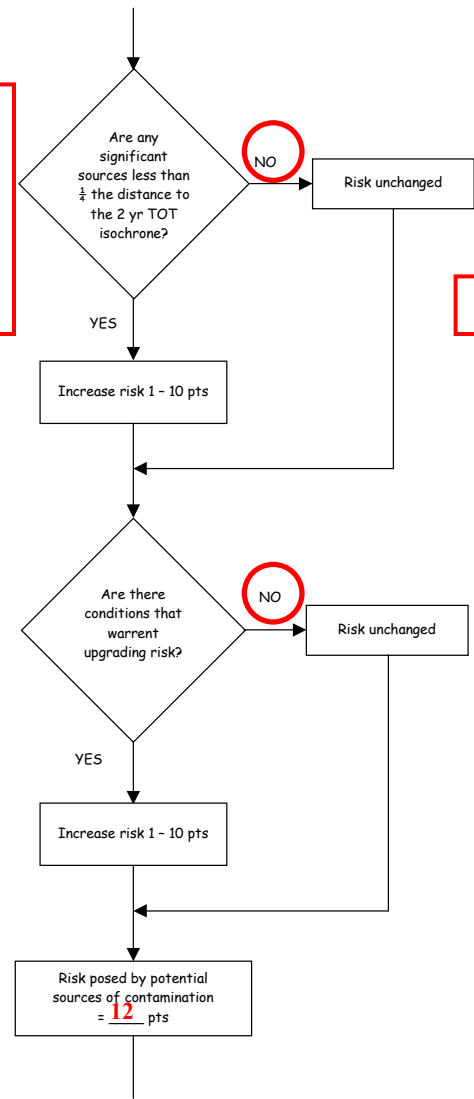 Are any
significant
sources less than
¼ the distance to
the 2 yr TOT
isochrone?
NO
Risk unchanged
YES
Increase risk 1 – 10 pts
Are there
conditions that
warrent
upgrading risk?
NO
Risk unchanged
YES
Increase risk 1 – 10 pts
Risk posed by potential
sources of contamination
= 12 pts